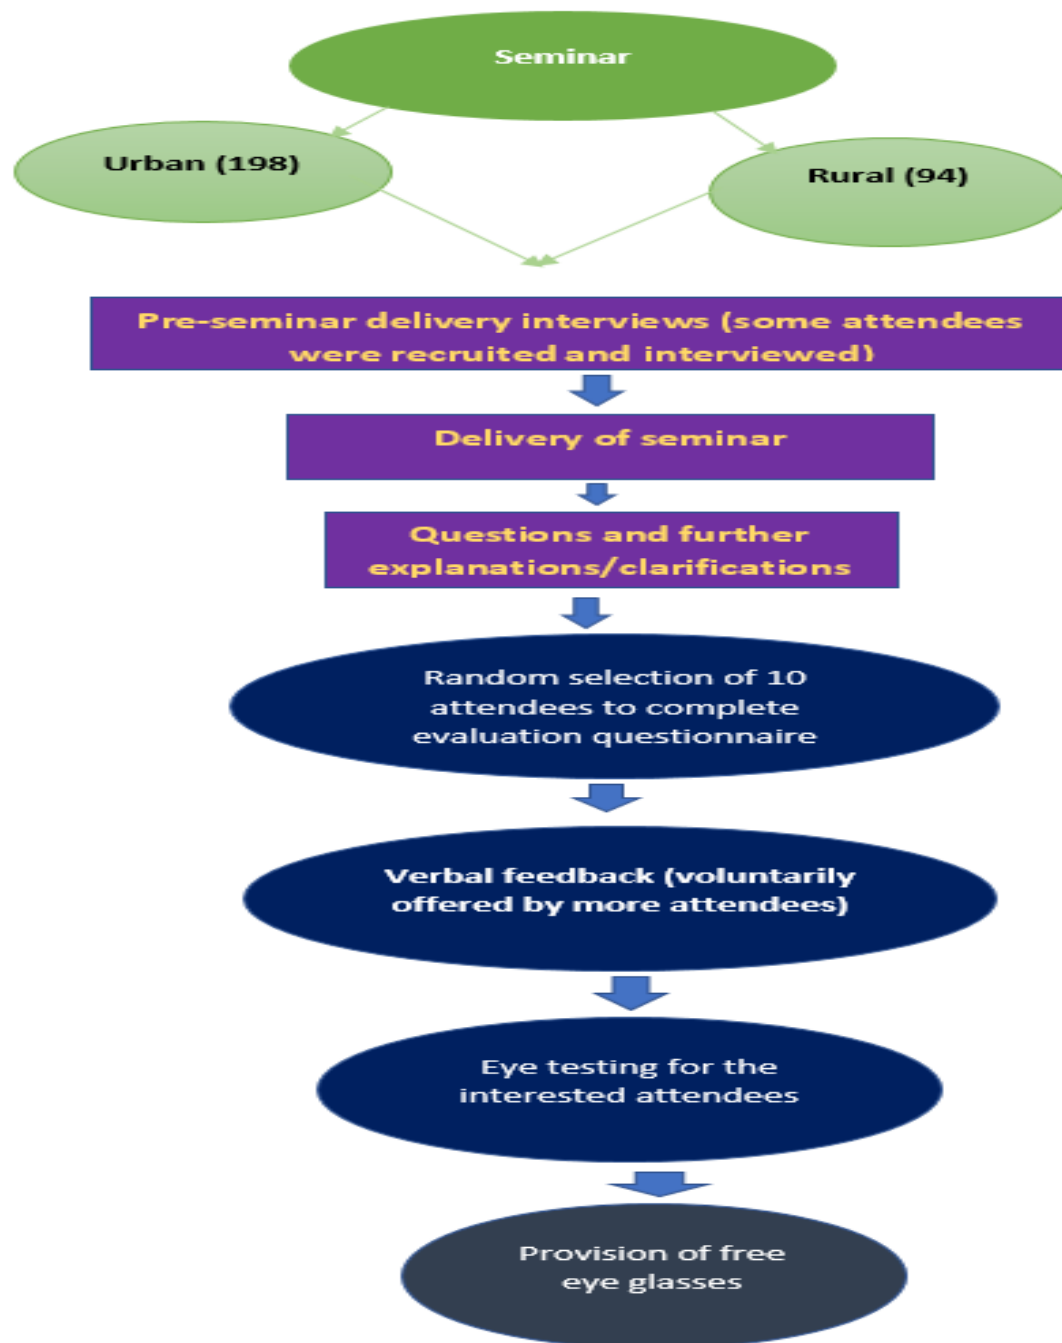 Seminar
Urban (198)
Rural (94)
Pre-seminar delivery interviews (some attendees
were recruited and interviewed)
Delivery of seminar
Questions and further
explanations/clarifications
Random selection of 10
attendees to complete
evaluation questionnaire
Verbal feedback (voluntarily
offered by more attendees)
Eye testing for the
interested attendees
Provision of free
eye glasses